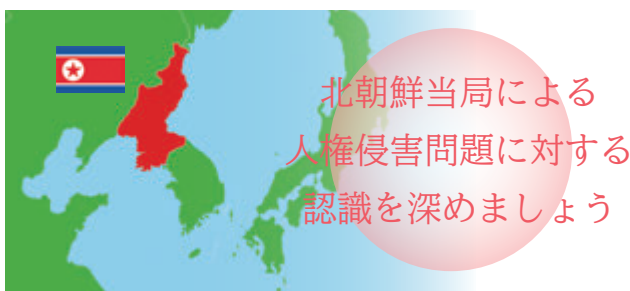 北朝鮮当局による
人権侵害問題に対する
認識を深めましょう